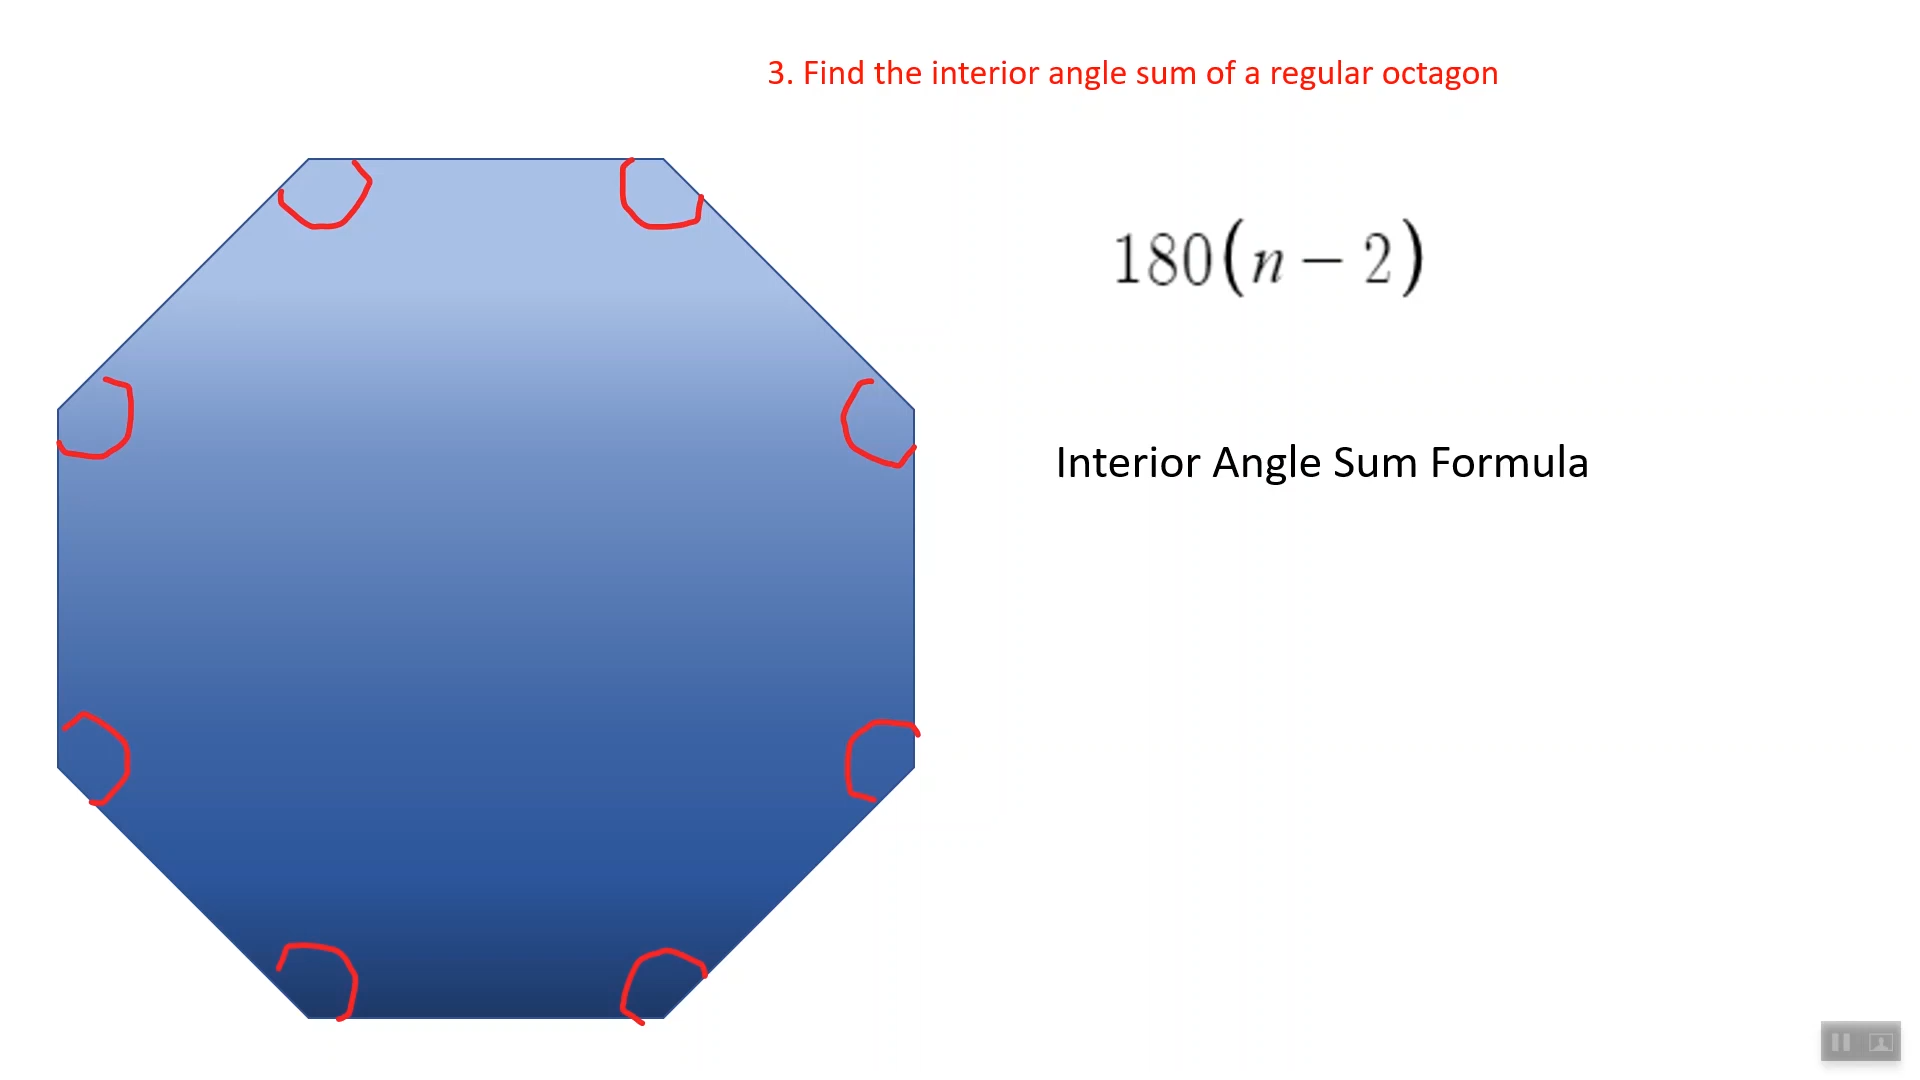 3. Find the interior angle sum of a regular octagon
180(n − 2)
Interior Angle Sum Formula